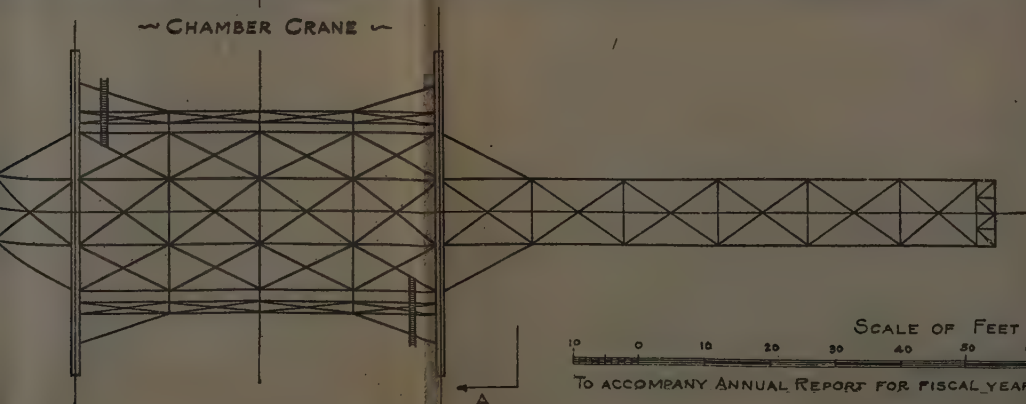 ~ CHAMBER CRANE ~
SCALE OF FEET
10 0 10 20 30 40 50
TO ACCOMPANY ANNUAL REPORT FOR FISCAL YEAR
A